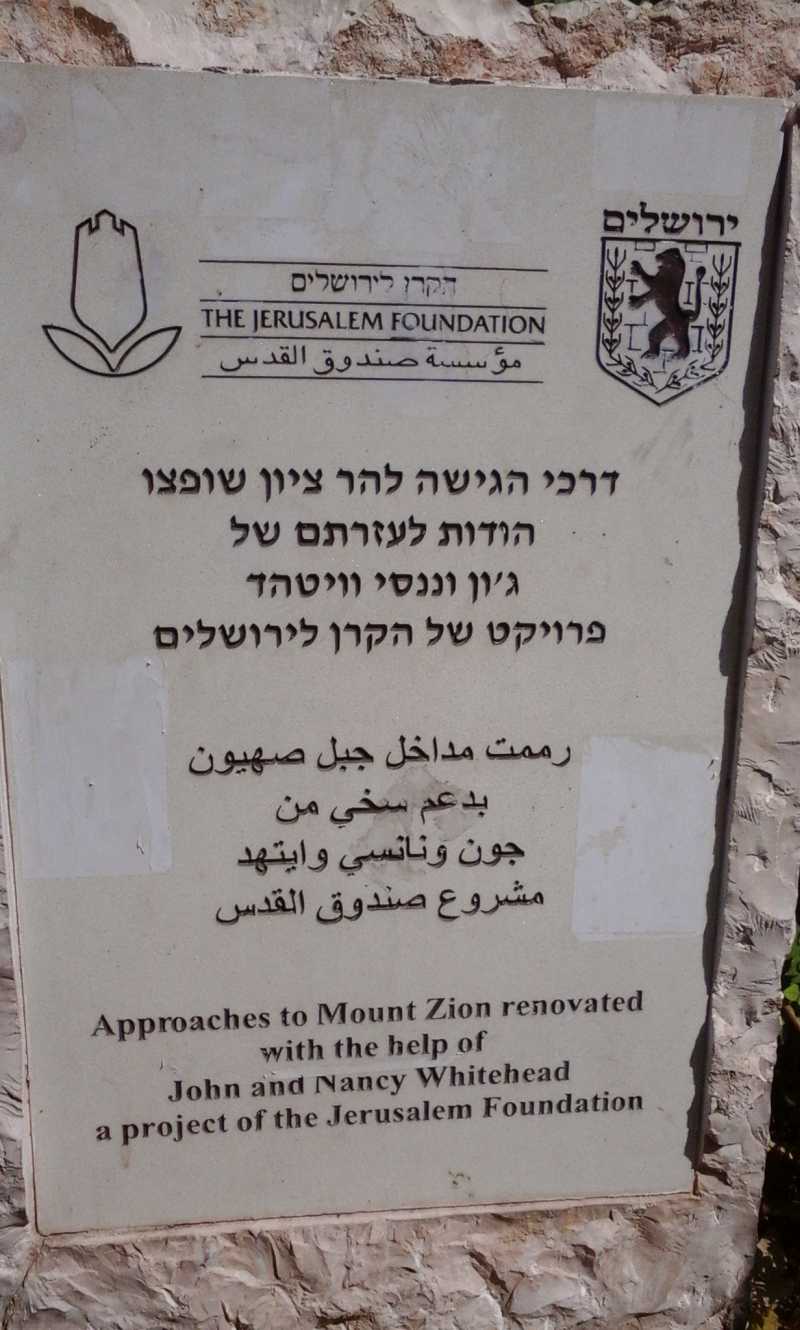 ירושלים
הקרן לירושלים
THE JERUSALEM FOUNDATION
مؤسسة صندوق القدس
דרכי הגישה להר ציון שופצו
הודות לעזרתם של
ג׳ון וננסי וויטהד
פרויקט של הקרן לירושלים
رممت مداخل جبل صهيون
بدعم سخي من
جون ونانسي وايتهد
مشروع صندوق القدس
Approaches to Mount Zion renovated
with the help of
John and Nancy Whitehead
a project of the Jerusalem Foundation